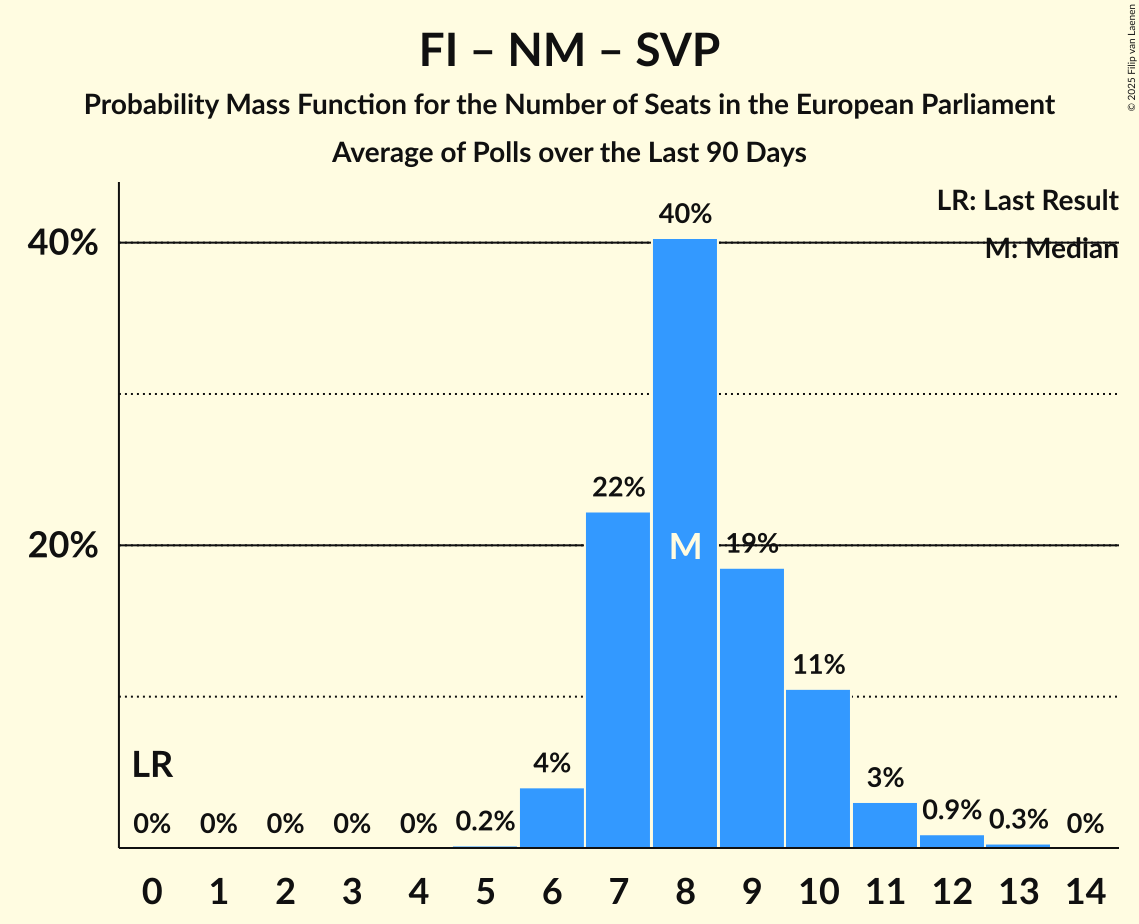 FI – NM – SVP
Probability Mass Function for the Number of Seats in the European Parliament
Average of Polls over the Last 90 Days
© 2025 Filip van Laenen
LR: Last Result
M: Median
40%
20%
40%
22%
M
19%
11%
LR
4%
3%
0% 0% 0% 0% 0% 0.2% 0.9% 0.3% 0%
0 1 2 3 4 5 6 7 8 9 10 11 12 13 14